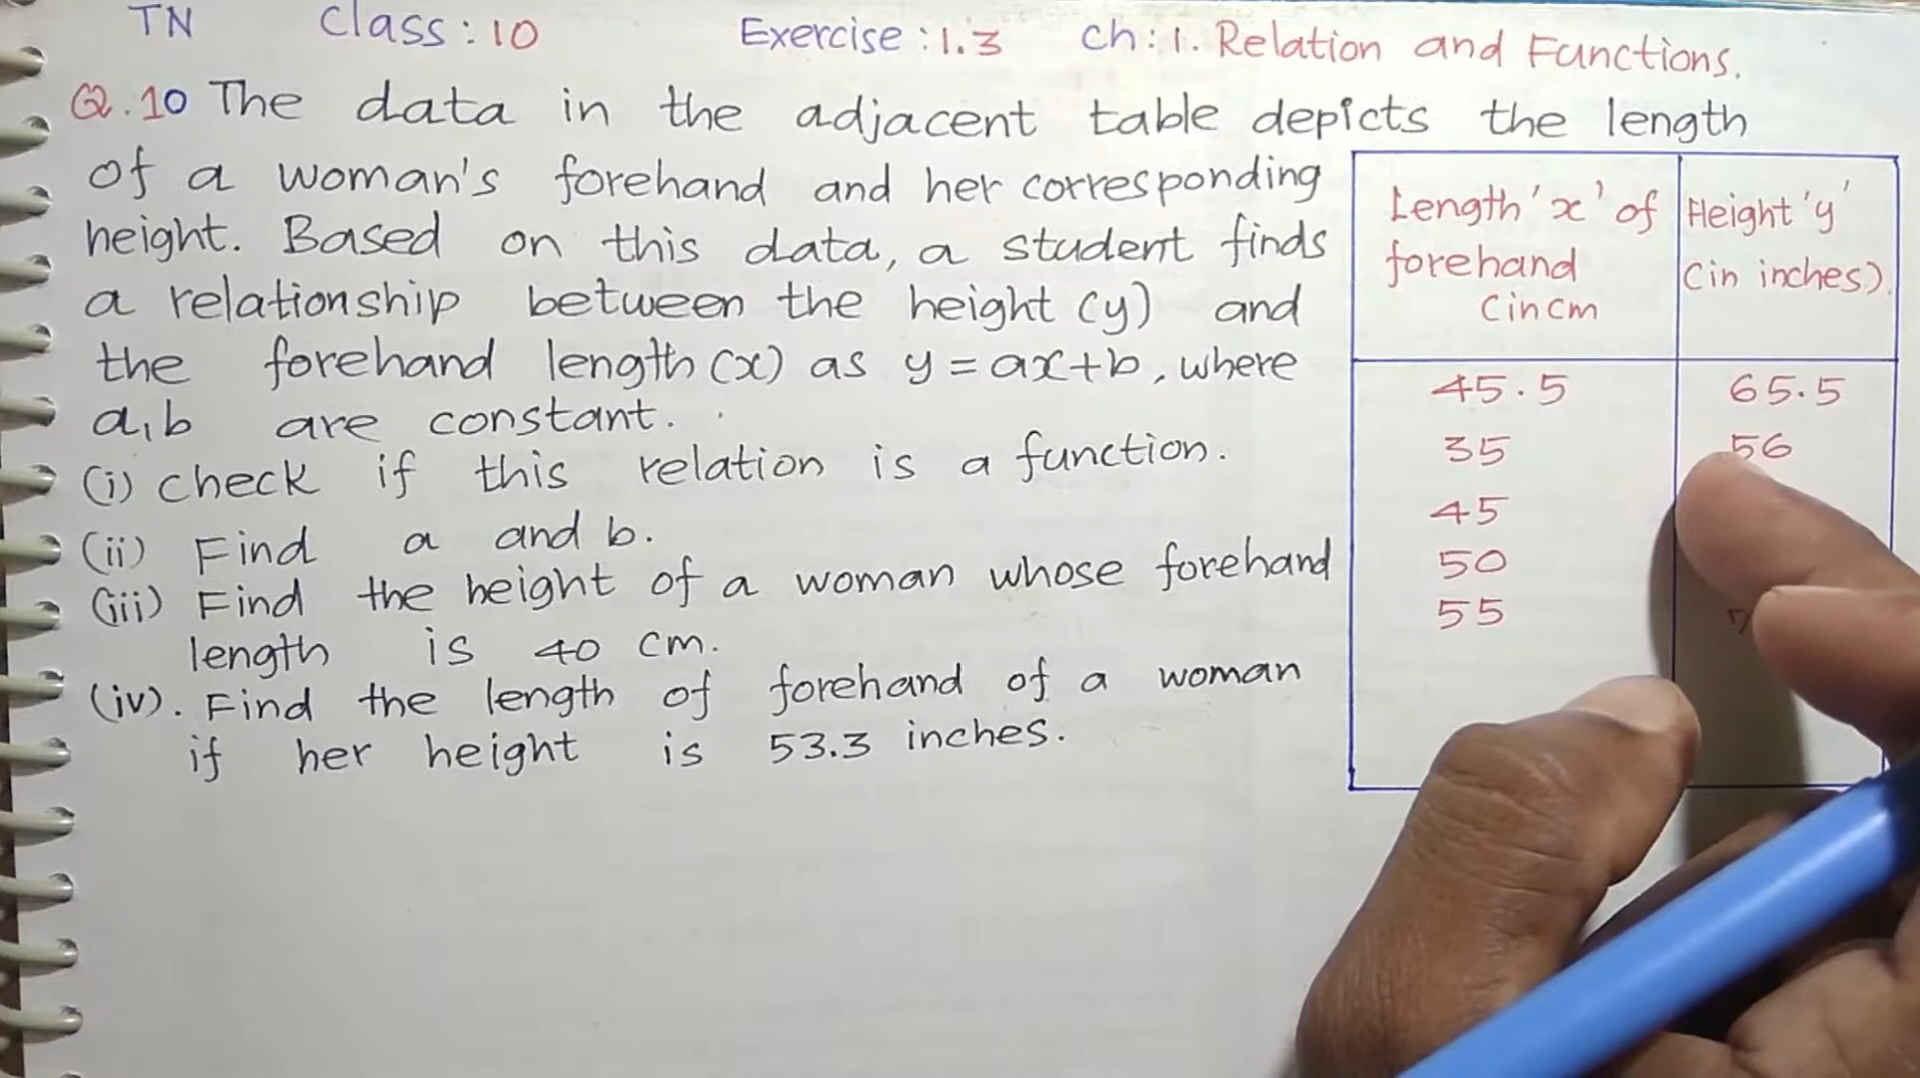 TN Class : 10 Exercise : 1.3 Ch : 1. Relation and Functions.
Q.10 The data in the adjacent table depicts the length
of a woman's forehand and her corresponding
height. Based on this data, a student finds
a relationship between the height (y) and
the forehand length (x) as y = ax+b, where
a,b are constant.
(i) check if this relation is a function.
(ii) Find a and b.
(iii) Find the height of a woman whose forehand
length is 40 cm.
(iv). Find the length of forehand of a woman
if her height is 53.3 inches.
Length 'x' of Height 'y'
forehand (in inches).
(in cm
45.5 65.5
35 56
45
50
55